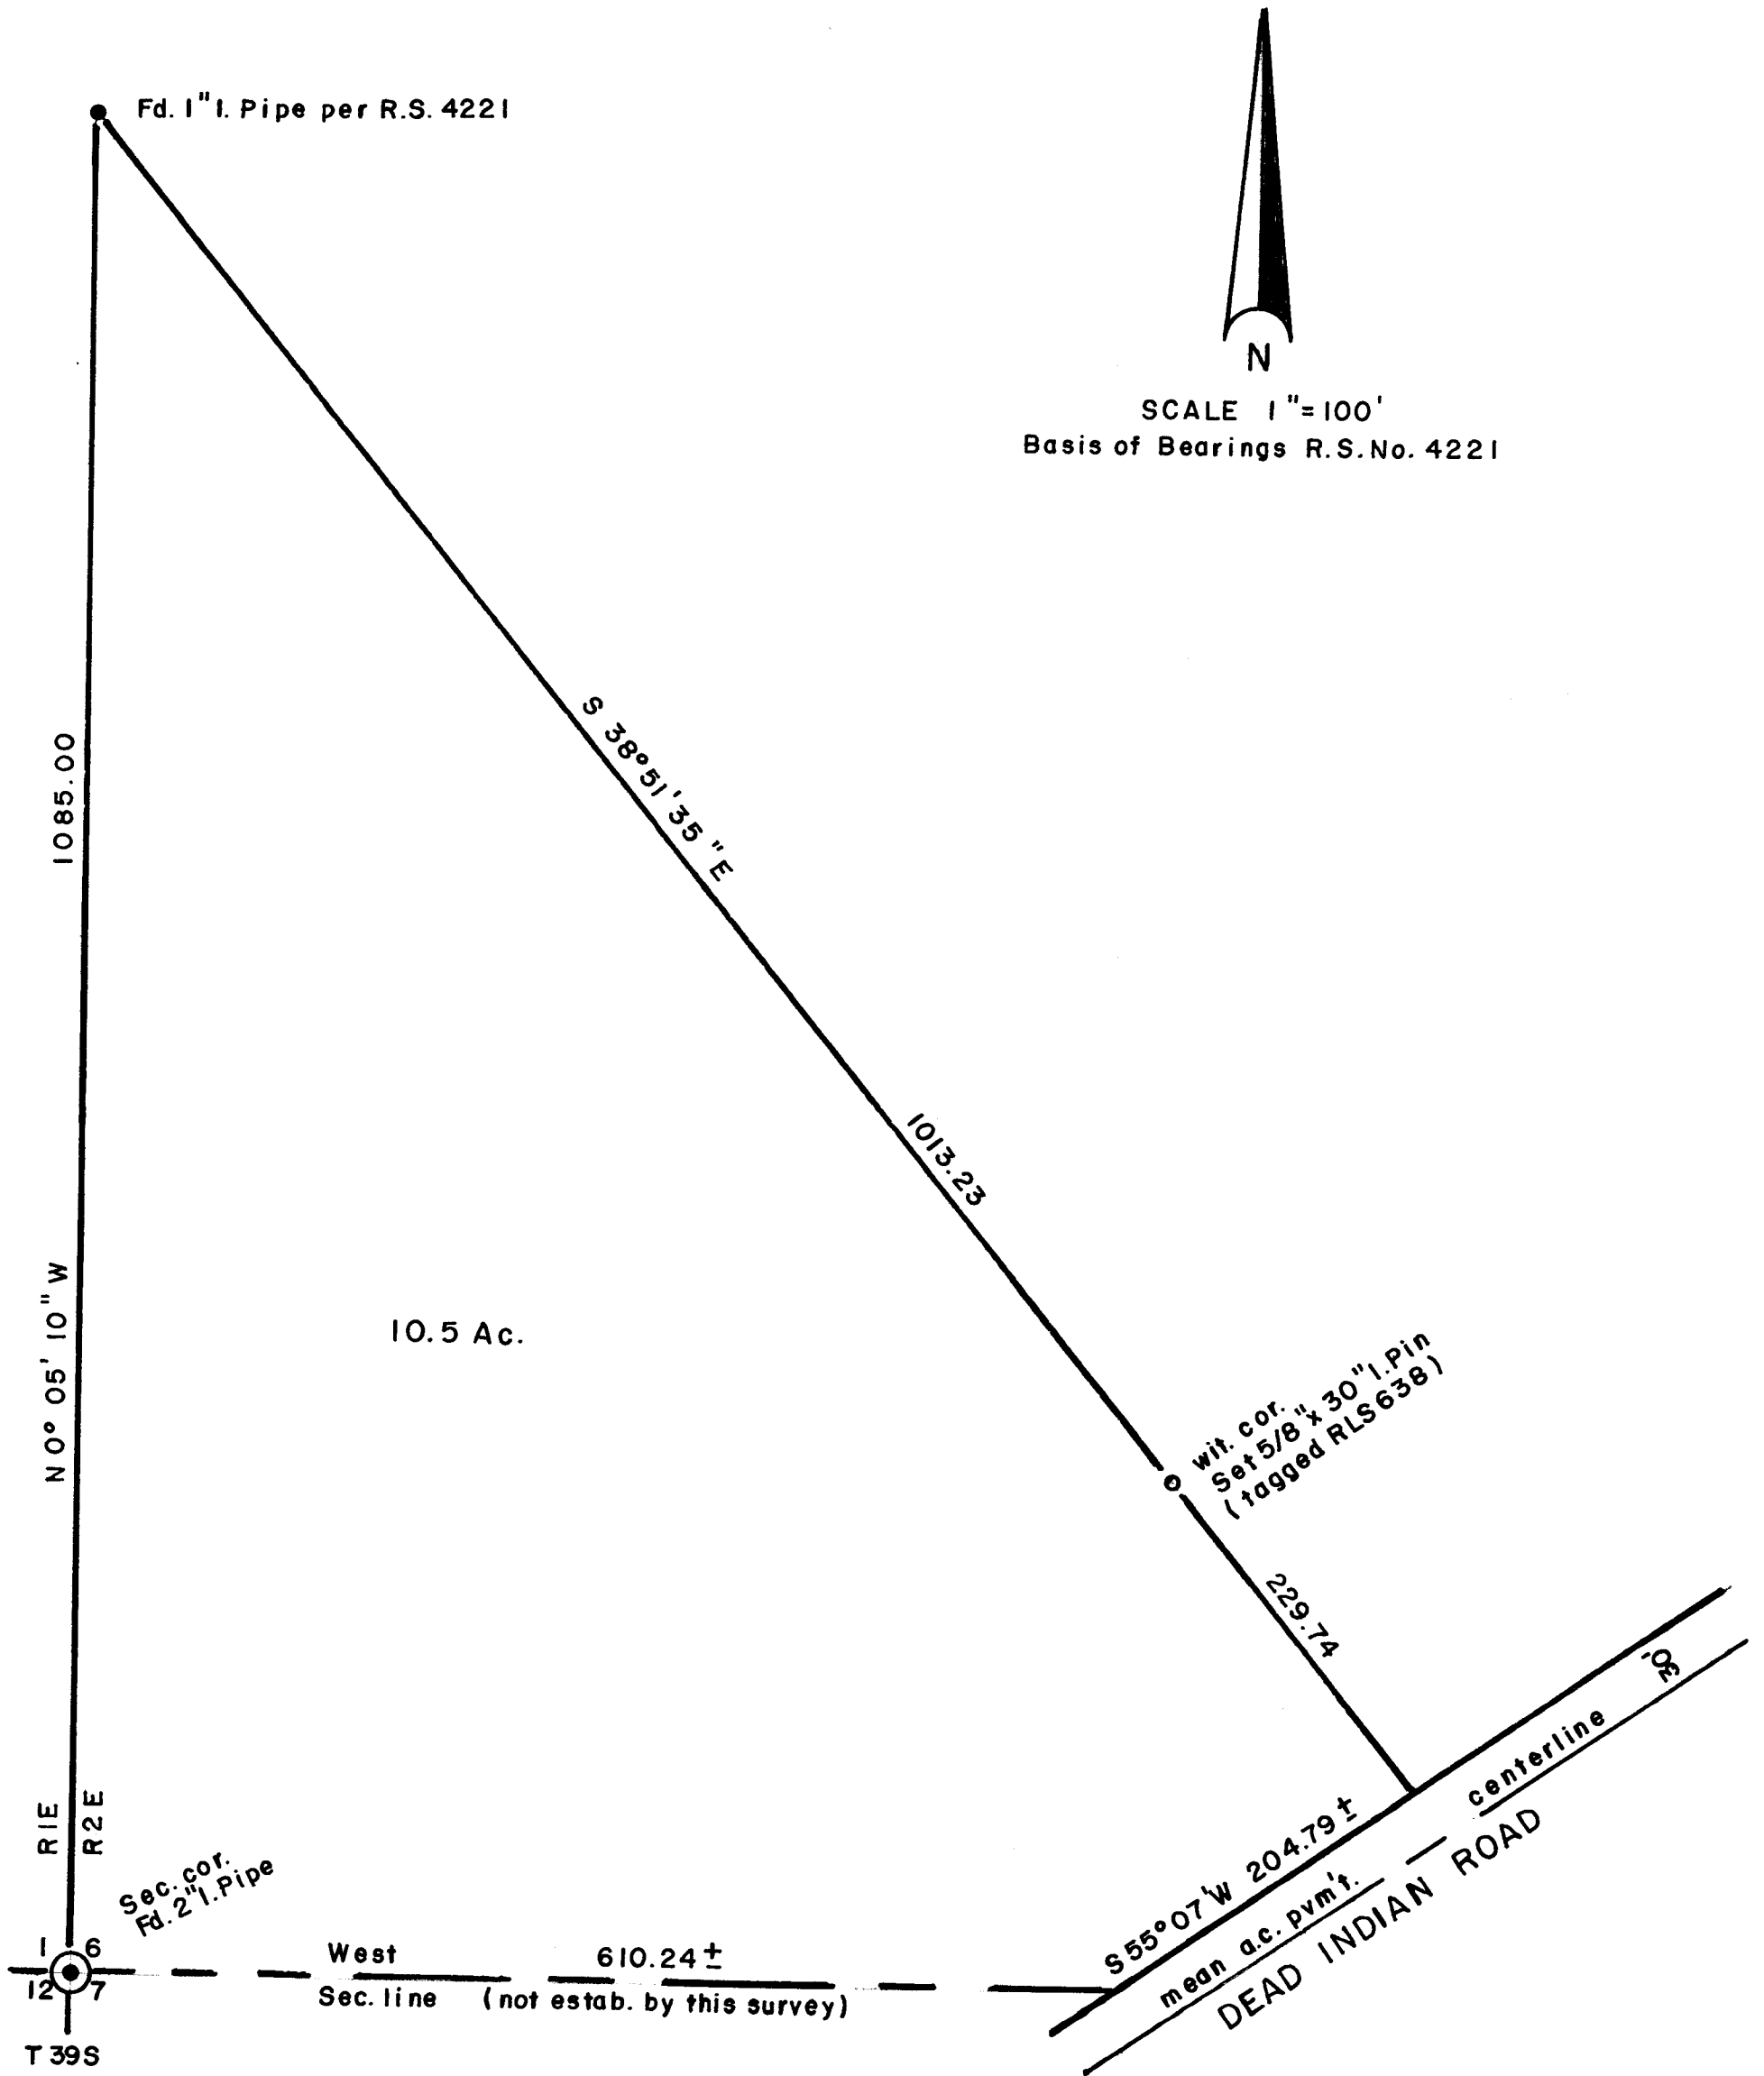 Fd. 1" I. Pipe per R.S. 4221
N
SCALE 1"=100'
Basis of Bearings R.S. No. 4221
S 38°51'35"E
1085.00
1013.23
N 0° 05' 10" W
10.5 Ac.
wit. cor.
Set 5/8" x 30" I. Pin
(tagged RLS 638)
229.74
30'
centerline
R1E
R2E
S 55°07'W 204.79 ±
mean a.c. pvm't.
DEAD INDIAN ROAD
Sec. cor.
Fd. 2" I. Pipe
1 6
12 7
West 610.24 ±
Sec. line (not estab. by this survey)
T 39S